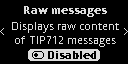 Raw messages
Displays raw content
of TIP712 messages
Disabled